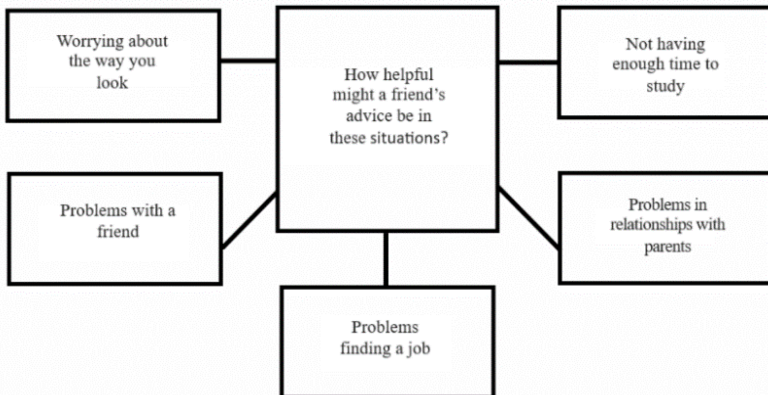 Worrying about
the way you
look
How helpful
might a friend's
advice be in
these situations?
Not having
enough time to
study
Problems with a
friend
Problems in
relationships with
parents
Problems
finding a job